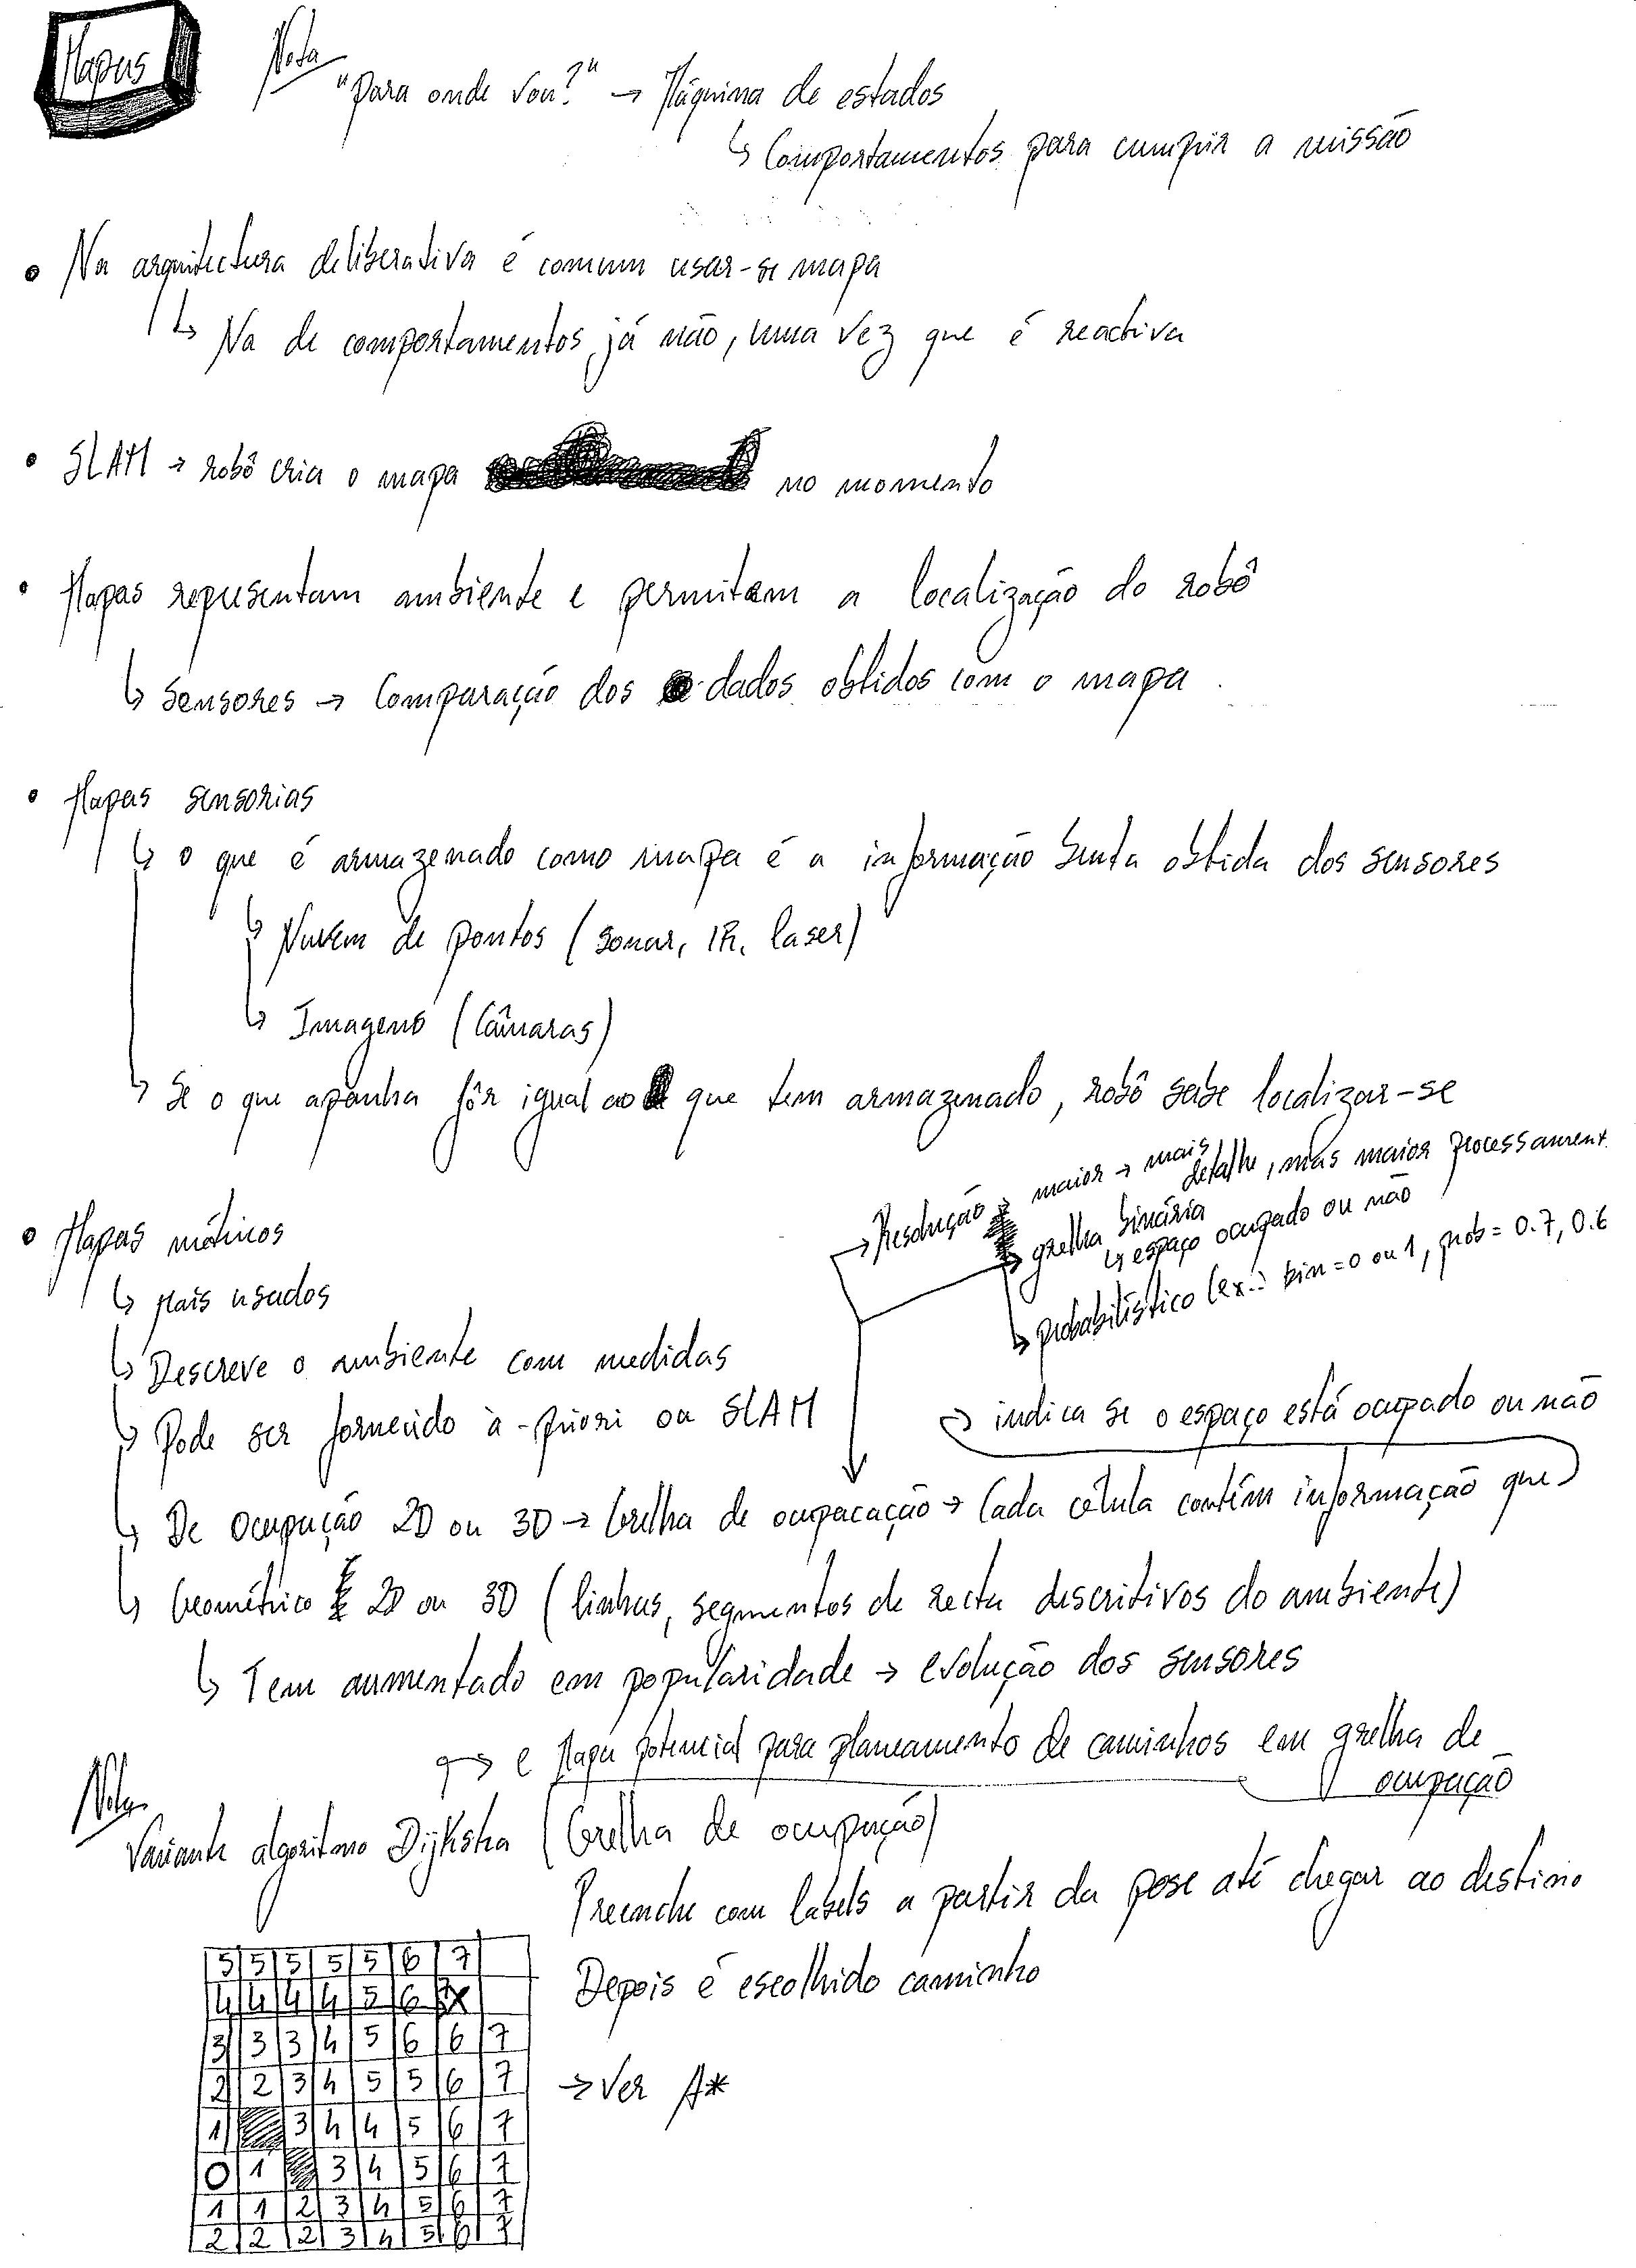 Mapas
Nota
"Para onde vou?" → Máquina de estados
↳ Comportamentos para cumprir a missão
• Na arquitectura deliberativa é comum usar-se mapa
↳ Na de comportamentos já não, uma vez que é reactiva
• SLAM → robô cria o mapa no momento
• Mapas representam ambiente e permitem a localização do robô
↳ Sensores → Comparação dos dados obtidos com o mapa
• Mapas sensorias
↳ o que é armazenado como mapa é a informação bruta obtida dos sensores
↳ Nuvem de pontos (sonar, IR, laser)
↳ Imagens (Câmaras)
↳ Se o que apanha fôr igual ao que tem armazenado, robô sabe localizar-se
• Mapas métricos
↳ Mais usados
↳ Descreve o ambiente com medidas
↳ Pode ser fornecido à-priori ou SLAM
→ Resolução → maior → mais
detalhe, mas maior processament.
→ grelha binária
↳ espaço ocupado ou não
↳ probabilístico (ex.: bin = 0 ou 1, prob = 0.7, 0.6
→ indica se o espaço está ocupado ou não
↳ De Ocupação 2D ou 3D → Grelha de ocupacação → Cada célula contém informação que
↳ Geométrico 2D ou 3D (linhas, segmentos de recta descritivos do ambiente)
↳ Tem aumentado em popularidade → evolução dos sensores
→ e Mapa potencial para planeamento de caminhos em grelha de
ocupação
Nota
Variante algoritmo Dijkstra (Grelha de ocupação)
Preenche com labels a partir da pose até chegar ao destino
Depois é escolhido caminho
→ Ver A*
5 5 5 5 5 6 7
4 4 4 4 5 6 X
3 3 3 4 5 6 6 7
2 2 3 4 5 5 6 7
1 3 4 4 5 6 7
0 1 3 4 5 6 7
1 1 2 3 4 5 6 7
2 2 2 3 4 5 6 7